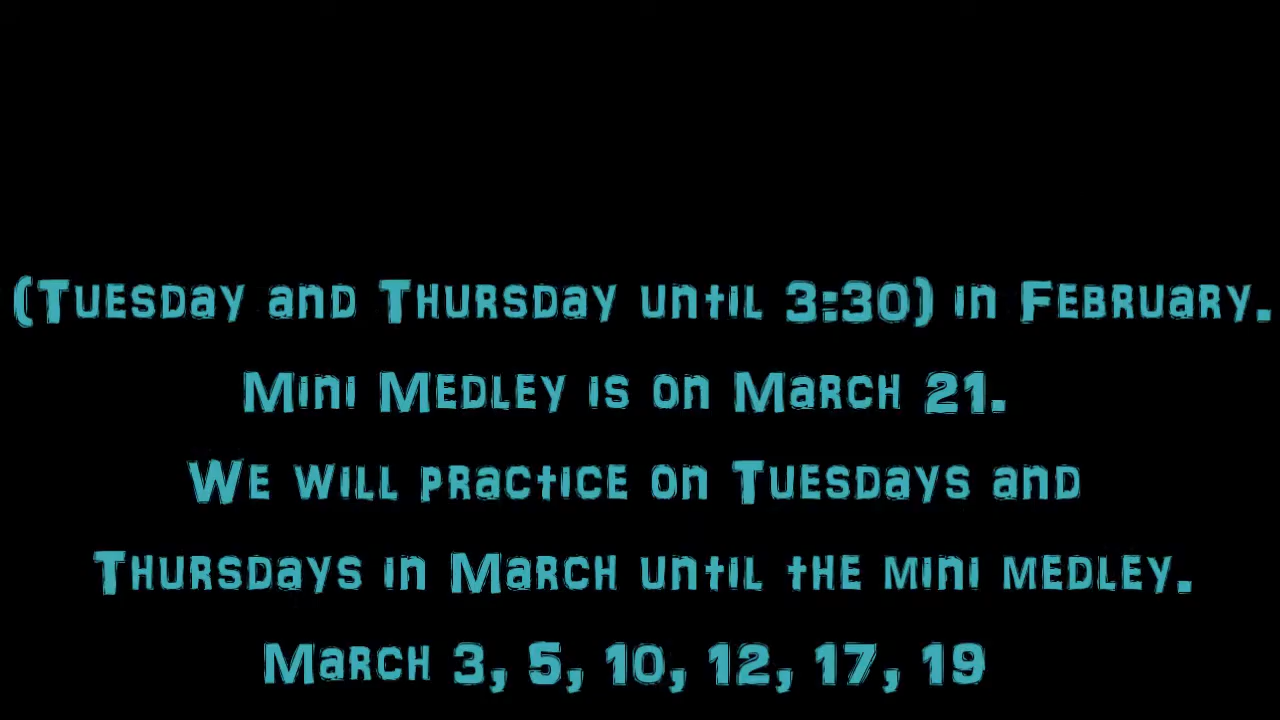 (Tuesday and Thursday until 3:30) in February.
Mini Medley is on March 21.
We will practice on Tuesdays and
Thursdays in March until the mini medley.
March 3, 5, 10, 12, 17, 19